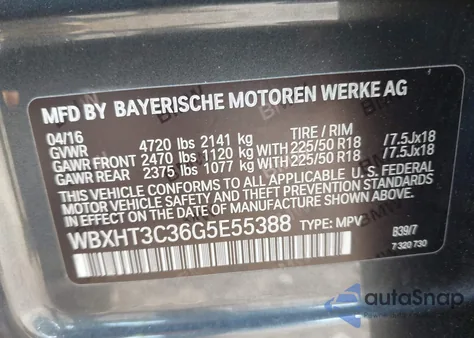 MFD BY BAYERISCHE MOTOREN WERKE AG
04/16 TIRE / RIM
GVWR 4720 lbs 2141 kg
GAWR FRONT 2470 lbs 1120 kg WITH 225/50 R18 /7.5Jx18
GAWR REAR 2375 lbs 1077 kg WITH 225/50 R18 /7.5Jx18
THIS VEHICLE CONFORMS TO ALL APPLICABLE U. S. FEDERAL
MOTOR VEHICLE SAFETY, BUMPER, AND THEFT PREVENTION
STANDARDS IN EFFECT ON THE DATE OF MANUFACTURE SHOWN
ABOVE.
WBXHT3C36G5E55388 TYPE: MPV
B39/7
7 320 730
autoSnap